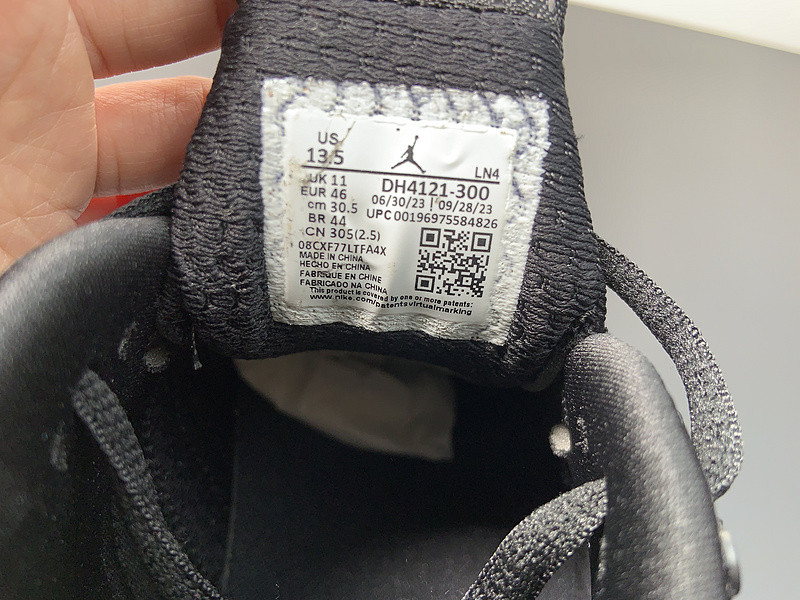 US
13.5
LN4
UK 11
DH4121-300
EUR 46
06/30/23 | 09/28/23
cm 30.5
UPC 00196975584826
BR 44
CN 305(2.5)
08CXF77LTFA4X
MADE IN CHINA
HECHO EN CHINA
FABRIQUE EN CHINE
FABRICADO NA CHINA
This product is covered by one or more patents:
www.nike.com/patentsvirtualmarking